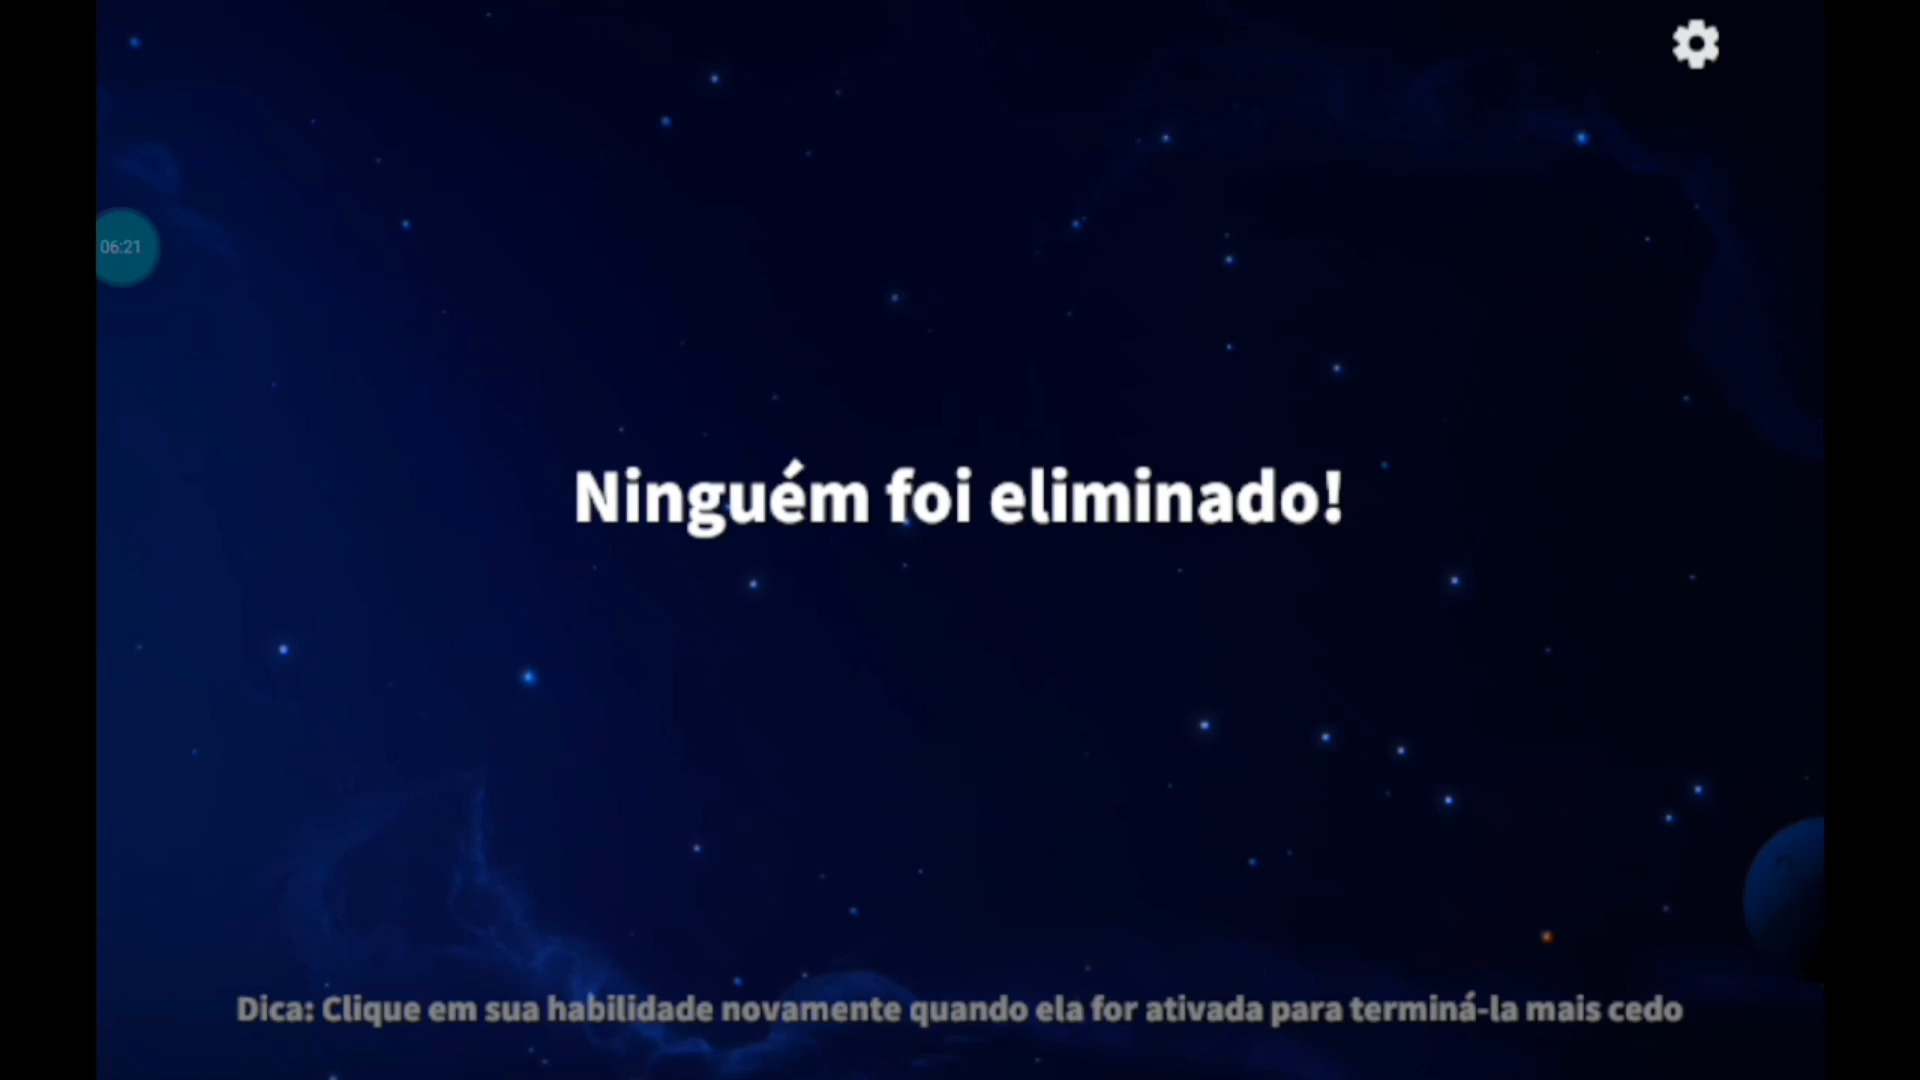 06:21
Ninguém foi eliminado!
Dica: Clique em sua habilidade novamente quando ela for ativada para terminá-la mais cedo